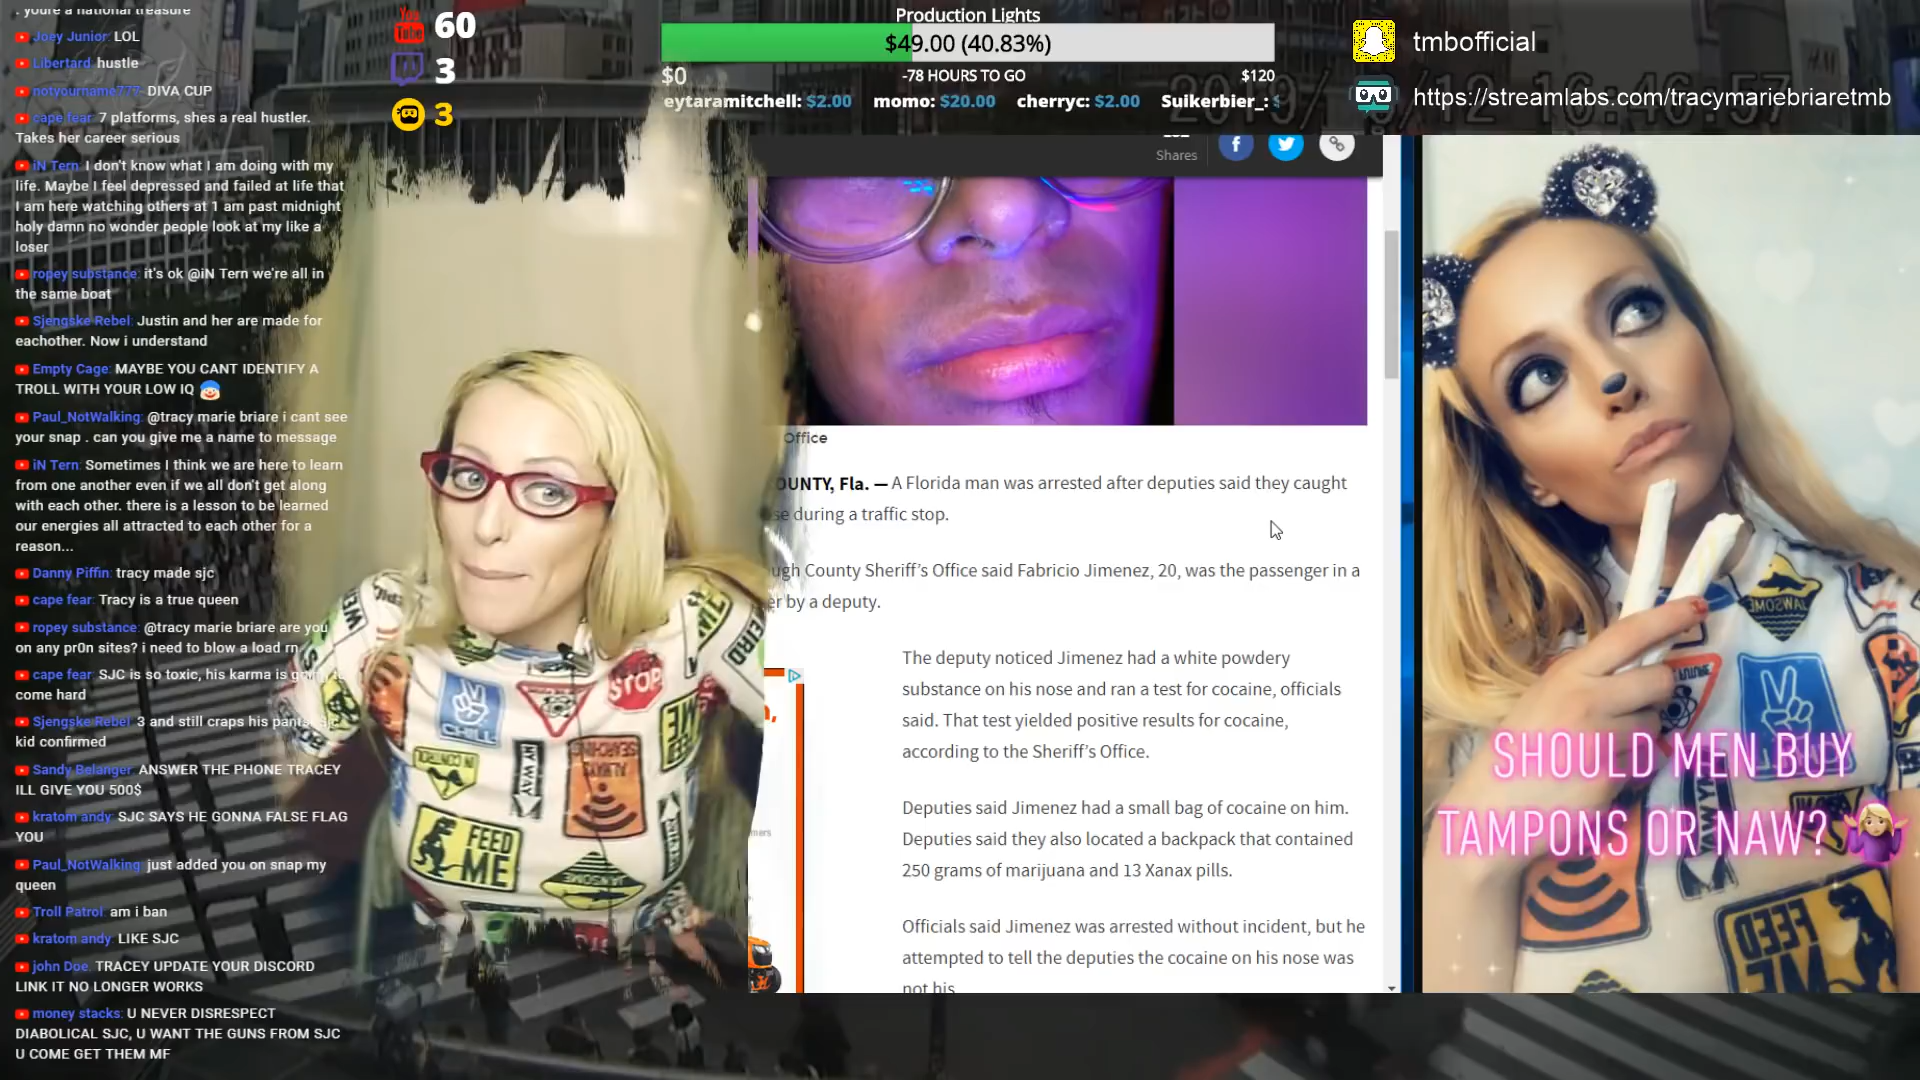 . youre a national treasure
Joey Junior: LOL
Libertard: hustle
notyourname777: DIVA CUP
cape fear: 7 platforms, shes a real hustler.
Takes her career serious
iN Tern: I don't know what I am doing with my
life. Maybe I feel depressed and failed at life that
I am here watching others at 1 am past midnight
holy damn no wonder people look at my like a
loser
ropey substance: it's ok @iN Tern we're all in
the same boat
Sjengske Rebel: Justin and her are made for
eachother. Now i understand
Empty Cage: MAYBE YOU CANT IDENTIFY A
TROLL WITH YOUR LOW IQ
Paul_NotWalking: @tracy marie briare i cant see
your snap . can you give me a name to message
iN Tern: Sometimes I think we are here to learn
from one another even if we all don't get along
with each other. there is a lesson to be learned
our energies all attracted to each other for a
reason...
Danny Piffin: tracy made sjc
cape fear: Tracy is a true queen
ropey substance: @tracy marie briare are you
on any pr0n sites? i need to blow a load rn
cape fear: SJC is so toxic, his karma is going to
come hard
Sjengske Rebel: 3 and still craps his pants.
kid confirmed
Sandy Belanger: ANSWER THE PHONE TRACEY
ILL GIVE YOU 500$
kratom andy: SJC SAYS HE GONNA FALSE FLAG
YOU
Paul_NotWalking: just added you on snap my
queen
Troll Patrol: am i ban
kratom andy: LIKE SJC
john Doe: TRACEY UPDATE YOUR DISCORD
LINK IT NO LONGER WORKS
money stacks: U NEVER DISRESPECT
DIABOLICAL SJC, U WANT THE GUNS FROM SJC
U COME GET THEM MF
You Tube 60
3
3
Production Lights
$49.00 (40.83%)
$0 -78 HOURS TO GO $120
eytaramitchell: $2.00 momo: $20.00 cherryc: $2.00 Suikerbier_:
tmbofficial
https://streamlabs.com/tracymariebriaretmb
16:46:57
Shares
Office
OUNTY, Fla. — A Florida man was arrested after deputies said they caught
se during a traffic stop.
ugh County Sheriff's Office said Fabricio Jimenez, 20, was the passenger in a
er by a deputy.
The deputy noticed Jimenez had a white powdery
substance on his nose and ran a test for cocaine, officials
said. That test yielded positive results for cocaine,
according to the Sheriff's Office.
Deputies said Jimenez had a small bag of cocaine on him.
Deputies said they also located a backpack that contained
250 grams of marijuana and 13 Xanax pills.
Officials said Jimenez was arrested without incident, but he
attempted to tell the deputies the cocaine on his nose was
not his
STOP
CHILL
IN CONTROL
MY WAY
ALWAYS
SEARCHING
FEED
ME
AWESOME
SHOULD MEN BUY
TAMPONS OR NAW?
FEED
ME